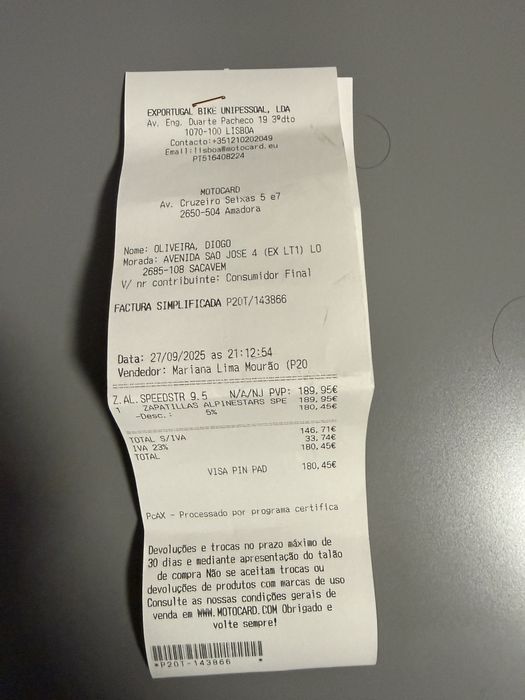 EXPORTUGAL BIKE UNIPESSOAL, LDA
Av. Eng. Duarte Pacheco 19 3ºdto
1070-100 LISBOA
Contacto:+351210202049
Email:lisboa@motocard.eu
PT516408224
MOTOCARD
Av. Cruzeiro Seixas 5 e7
2650-504 Amadora
Nome: OLIVEIRA, DIOGO
Morada: AVENIDA SAO JOSE 4 (EX LT1) LO
2685-108 SACAVEM
V/ nr contribuinte: Consumidor Final
FACTURA SIMPLIFICADA P20T/143866
Data: 27/09/2025 as 21:12:54
Vendedor: Mariana Lima Mourão (P20
Z.AL.SPEEDSTR 9.5 N/A/NJ PVP: 189,95€
1 ZAPATILLAS ALPINESTARS SPE 189,95€
-Desc.: 5% 180,45€
TOTAL S/IVA 146,71€
IVA 23% 33,74€
TOTAL 180,45€
VISA PIN PAD 180,45€
PcAX - Processado por programa certifica
Devoluções e trocas no prazo máximo de
30 dias e mediante apresentação do talão
de compra Não se aceitam trocas ou
devoluções de produtos com marcas de uso
Consulte as nossas condições gerais de
venda em WWW.MOTOCARD.COM Obrigado e
volte sempre!
*P20T-143866 *